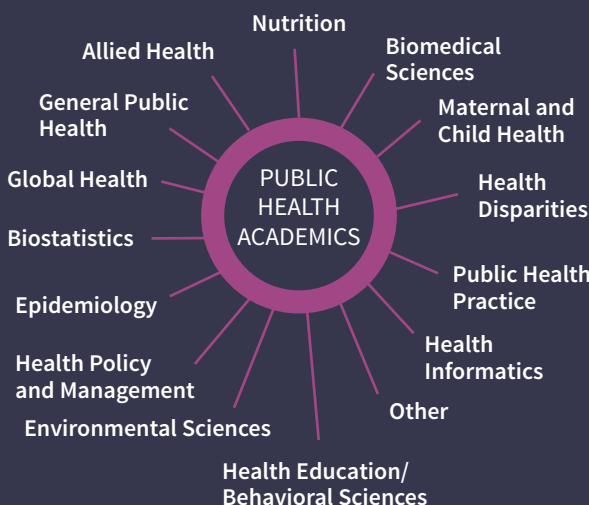 Nutrition
Biomedical
Sciences
Maternal and
Child Health
Health
Disparities
Public Health
Practice
Health
Informatics
Other
Health Education/
Behavioral Sciences
Environmental Sciences
Health Policy
and Management
Epidemiology
Biostatistics
Global Health
General Public
Health
Allied Health
PUBLIC
HEALTH
ACADEMICS